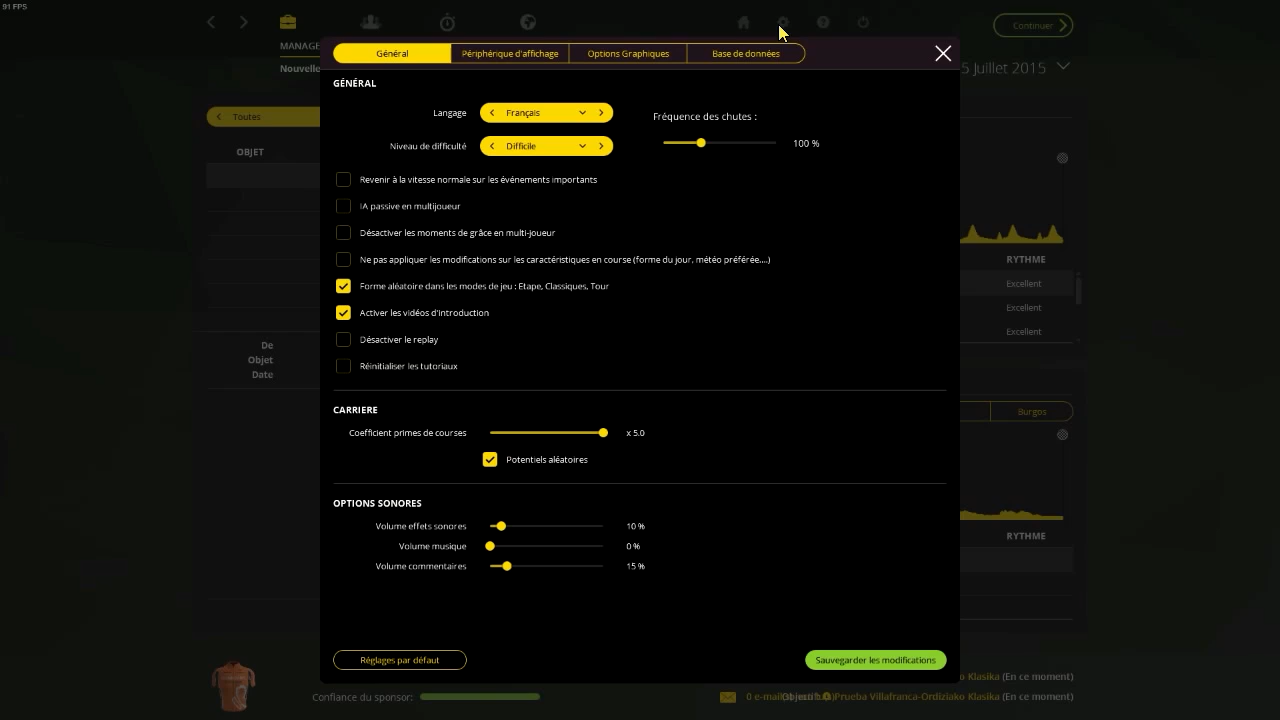 91 FPS
Continuer
MANAGE
Nouvelle
5 Juillet 2015
Général
Périphérique d'affichage
Options Graphiques
Base de données
GÉNÉRAL
Langage
Français
Fréquence des chutes :
Niveau de difficulté
Difficile
100 %
Toutes
OBJET
Revenir à la vitesse normale sur les événements importants
IA passive en multijoueur
Désactiver les moments de grâce en multi-joueur
Ne pas appliquer les modifications sur les caractéristiques en course (forme du jour, météo préférée,...)
Forme aléatoire dans les modes de jeu : Etape, Classiques, Tour
Activer les vidéos d'introduction
Désactiver le replay
Réinitialiser les tutoriaux
RYTHME
Excellent
Excellent
Excellent
De
Objet
Date
CARRIERE
Coefficient primes de courses
x 5.0
Potentiels aléatoires
Burgos
OPTIONS SONORES
Volume effets sonores
10 %
Volume musique
0 %
Volume commentaires
15 %
RYTHME
Réglages par défaut
Sauvegarder les modifications
ko Klasika (En ce moment)
Confiance du sponsor:
0 e-mail
Prueba Villafranca-Ordiziako Klasika (En ce moment)